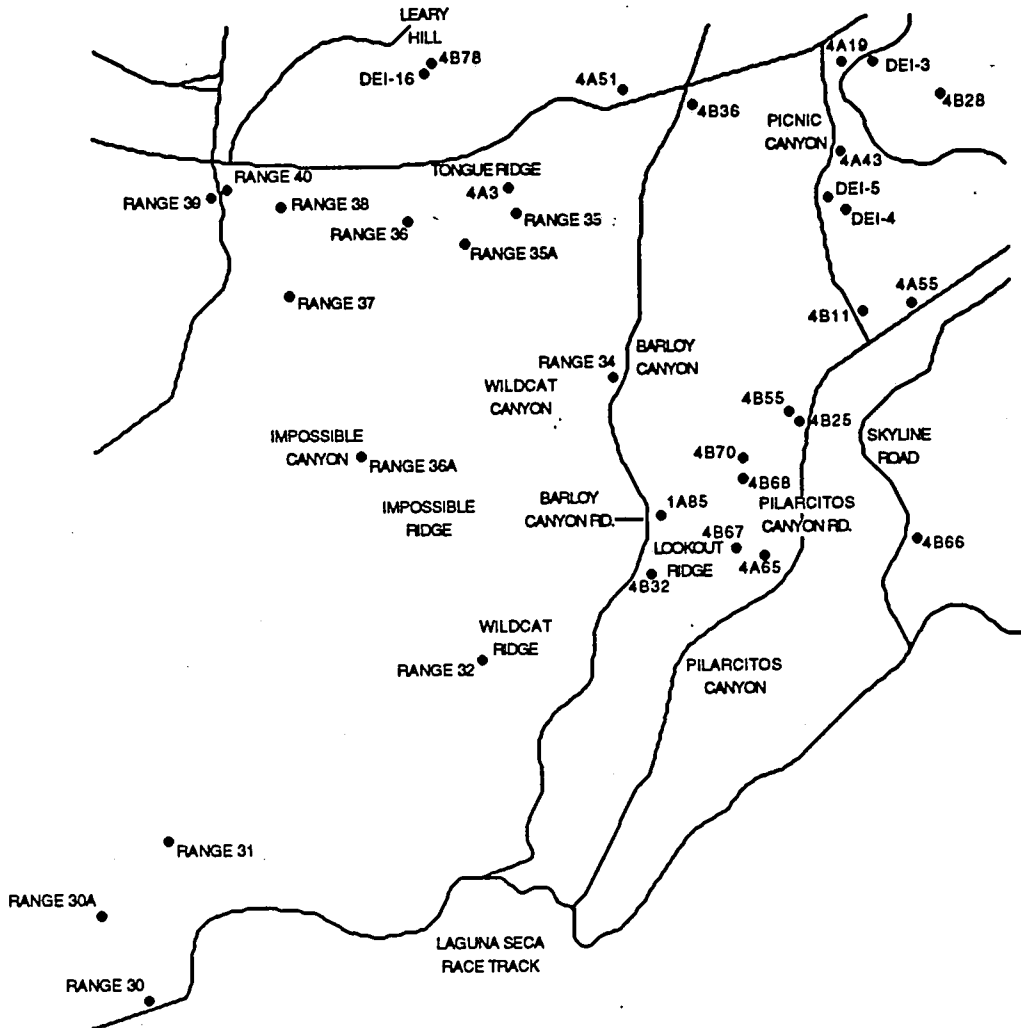 LEARY
HILL
4B78
DEI-16
4A51
4B36
4A19
DEI-3
4B28
PICNIC
CANYON
4A43
TONGUE RIDGE
4A3
RANGE 40
RANGE 39
RANGE 38
RANGE 36
RANGE 35
RANGE 35A
DEI-5
DEI-4
RANGE 37
4A55
4B11
RANGE 34
BARLOY
CANYON
WILDCAT
CANYON
4B55
4B25
SKYLINE
ROAD
IMPOSSIBLE
CANYON
RANGE 36A
4B70
4B68
IMPOSSIBLE
RIDGE
BARLOY
CANYON RD.
1A85
PILARCITOS
CANYON RD.
4B67
LOOKOUT
RIDGE
4A65
4B66
4B32
WILDCAT
RIDGE
RANGE 32
PILARCITOS
CANYON
RANGE 31
RANGE 30A
LAGUNA SECA
RACE TRACK
RANGE 30